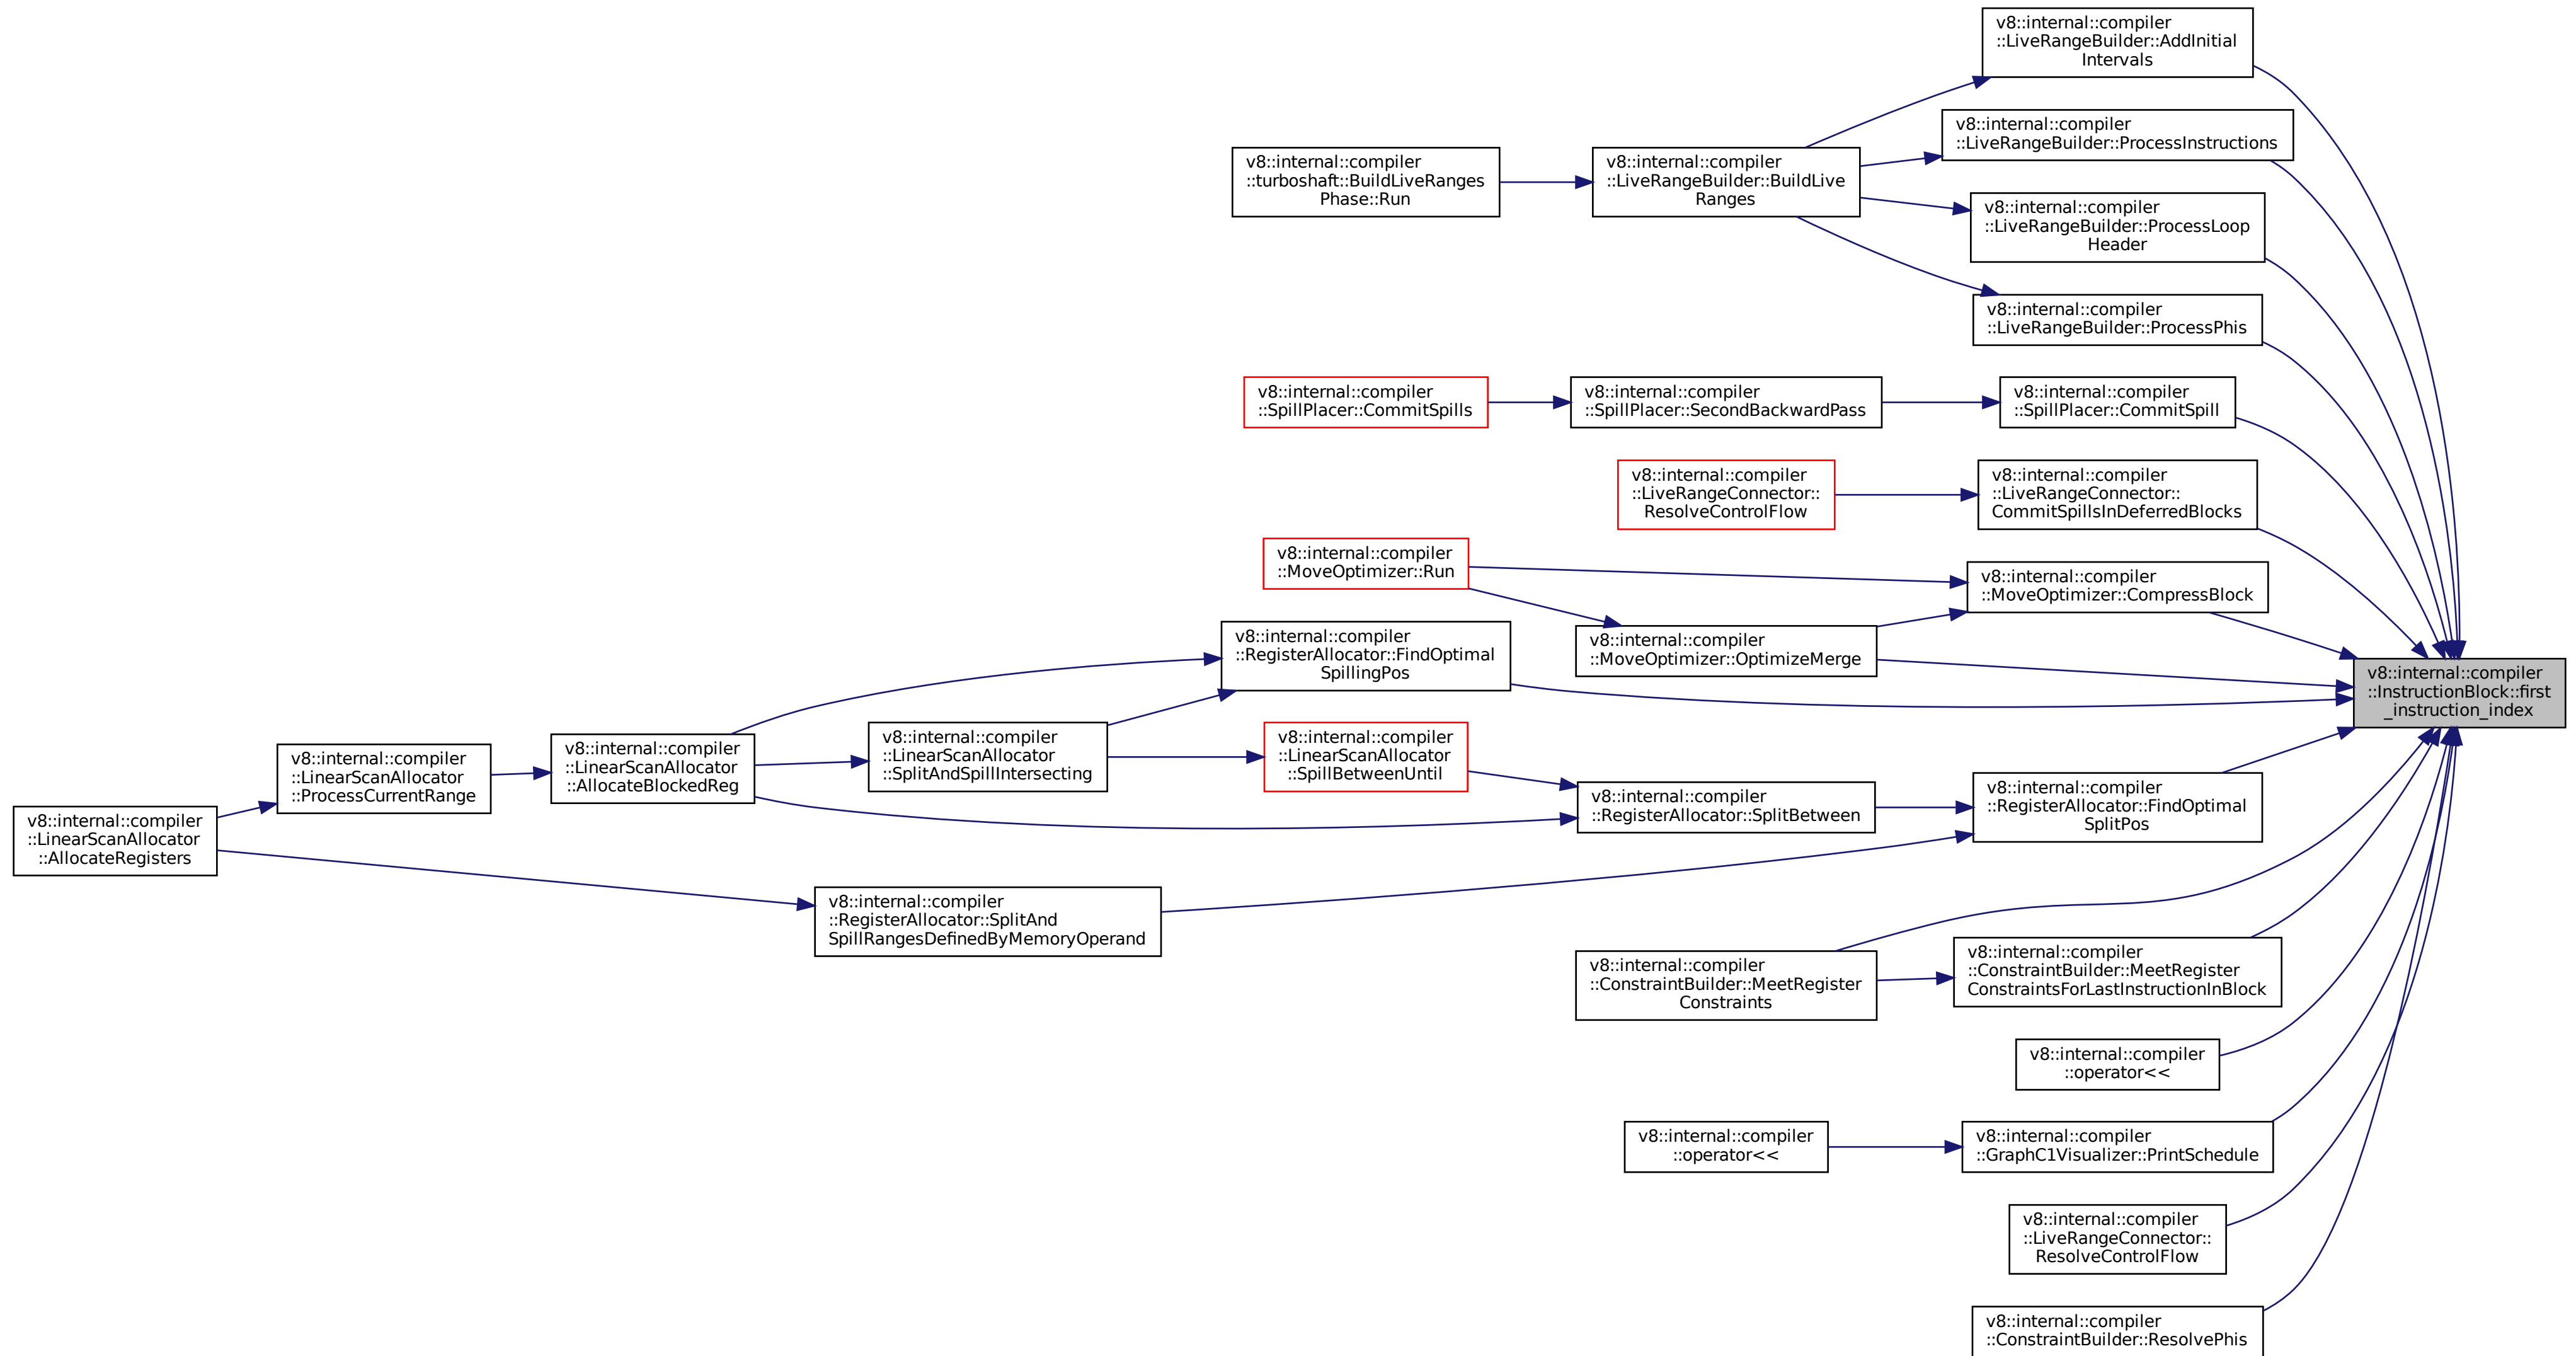 v8::internal::compiler
::LiveRangeBuilder::AddInitial
Intervals
v8::internal::compiler
::LiveRangeBuilder::ProcessInstructions
v8::internal::compiler
::turboshaft::BuildLiveRanges
Phase::Run
v8::internal::compiler
::LiveRangeBuilder::BuildLive
Ranges
v8::internal::compiler
::LiveRangeBuilder::ProcessLoop
Header
v8::internal::compiler
::LiveRangeBuilder::ProcessPhis
v8::internal::compiler
::SpillPlacer::CommitSpills
v8::internal::compiler
::SpillPlacer::SecondBackwardPass
v8::internal::compiler
::SpillPlacer::CommitSpill
v8::internal::compiler
::LiveRangeConnector::
ResolveControlFlow
v8::internal::compiler
::LiveRangeConnector::
CommitSpillsInDeferredBlocks
v8::internal::compiler
::MoveOptimizer::Run
v8::internal::compiler
::MoveOptimizer::CompressBlock
v8::internal::compiler
::RegisterAllocator::FindOptimal
SpillingPos
v8::internal::compiler
::MoveOptimizer::OptimizeMerge
v8::internal::compiler
::InstructionBlock::first
_instruction_index
v8::internal::compiler
::LinearScanAllocator
::SplitAndSpillIntersecting
v8::internal::compiler
::LinearScanAllocator
::SpillBetweenUntil
v8::internal::compiler
::LinearScanAllocator
::AllocateBlockedReg
v8::internal::compiler
::LinearScanAllocator
::ProcessCurrentRange
v8::internal::compiler
::RegisterAllocator::SplitBetween
v8::internal::compiler
::RegisterAllocator::FindOptimal
SplitPos
v8::internal::compiler
::LinearScanAllocator
::AllocateRegisters
v8::internal::compiler
::RegisterAllocator::SplitAnd
SpillRangesDefinedByMemoryOperand
v8::internal::compiler
::ConstraintBuilder::MeetRegister
Constraints
v8::internal::compiler
::ConstraintBuilder::MeetRegister
ConstraintsForLastInstructionInBlock
v8::internal::compiler
::operator<<
v8::internal::compiler
::operator<<
v8::internal::compiler
::GraphC1Visualizer::PrintSchedule
v8::internal::compiler
::LiveRangeConnector::
ResolveControlFlow
v8::internal::compiler
::ConstraintBuilder::ResolvePhis